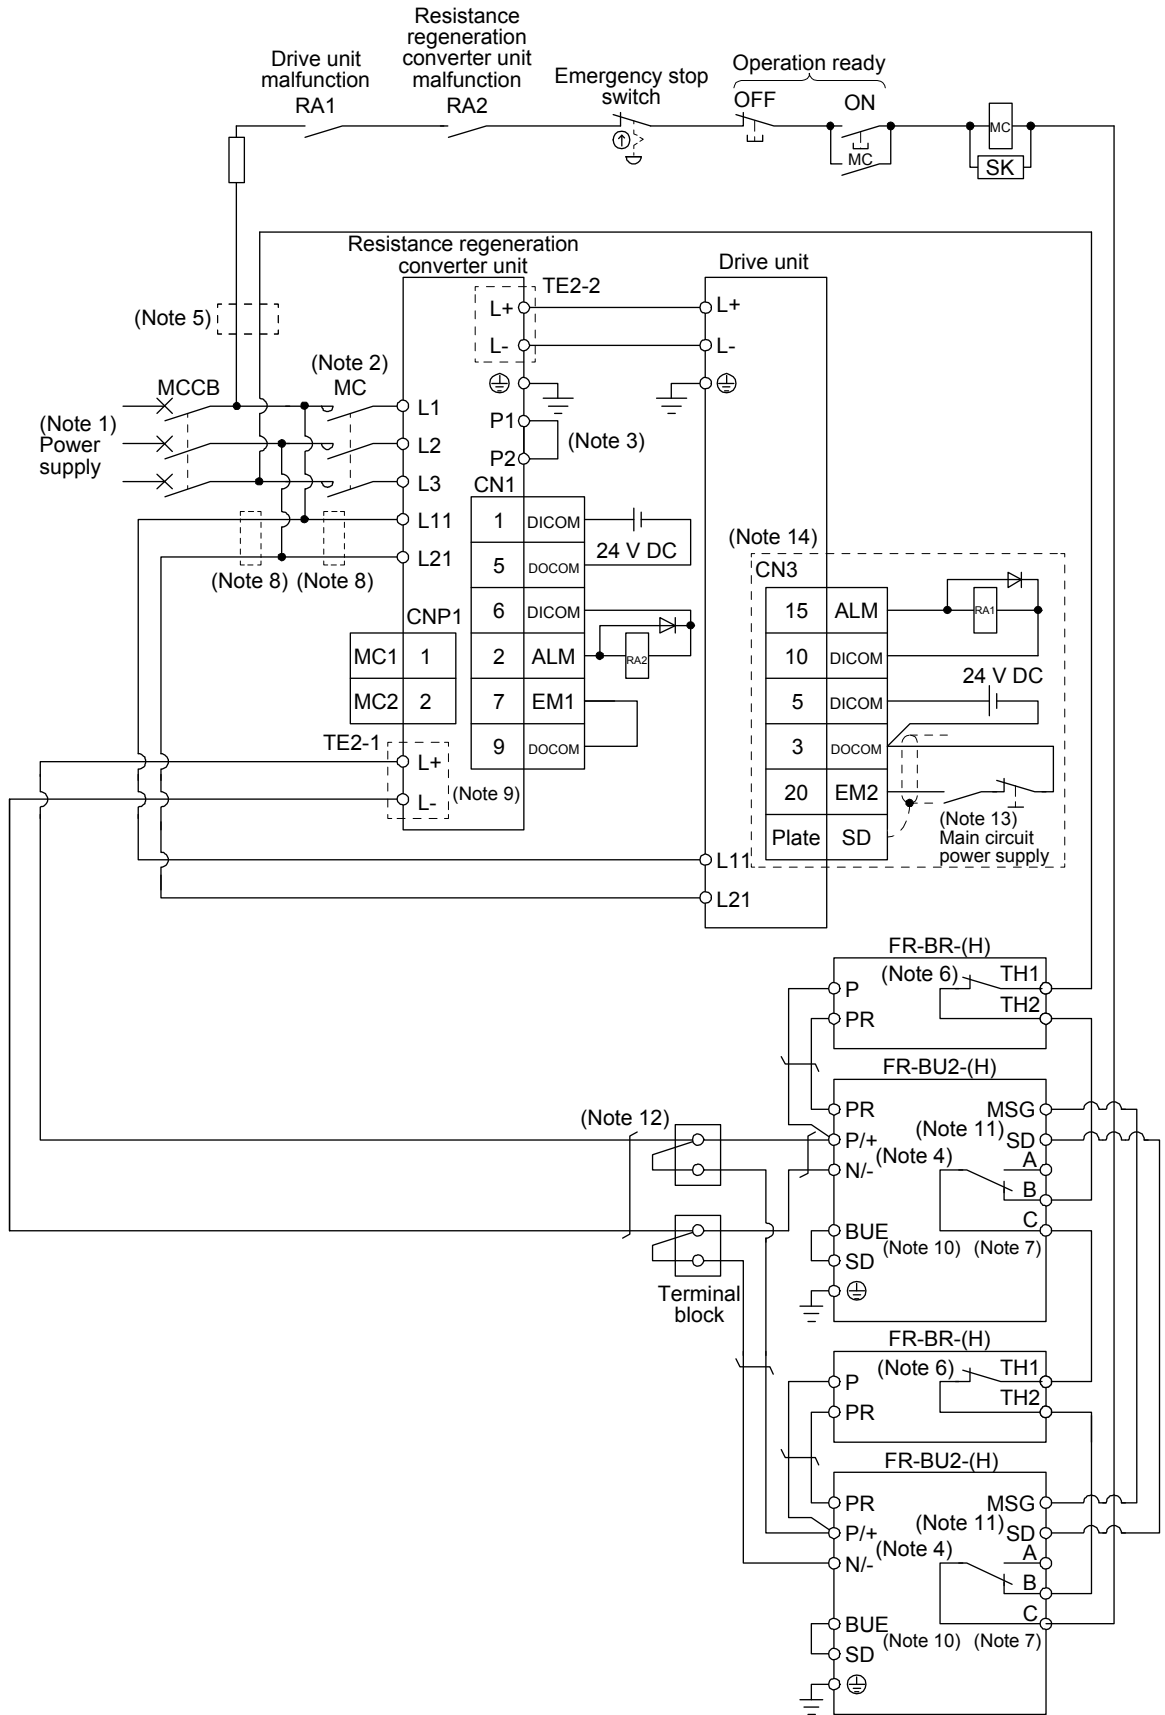 Resistance
regeneration
converter unit
malfunction
RA2
Drive unit
malfunction
RA1
Emergency stop
switch
Operation ready
OFF
ON
MC
MC
SK
Resistance regeneration
converter unit
Drive unit
TE2-2
L+
L-
L+
L-
(Note 5)
(Note 2)
MC
MCCB
(Note 1)
Power
supply
L1
L2
L3
L11
L21
P1
P2
(Note 3)
(Note 8)
(Note 8)
CN1
1 DICOM
5 DOCOM
6 DICOM
2 ALM
7 EM1
9 DOCOM
24 V DC
RA2
CNP1
MC1 1
MC2 2
TE2-1
L+
L-
(Note 9)
(Note 14)
CN3
15 ALM
10 DICOM
5 DICOM
3 DOCOM
20 EM2
Plate SD
RA1
24 V DC
(Note 13)
Main circuit
power supply
L11
L21
FR-BR-(H)
(Note 6)
TH1
TH2
P
PR
FR-BU2-(H)
PR
P/+
N/-
MSG
(Note 11)
SD
(Note 4)
A
B
C
BUE
SD
(Note 10)
(Note 7)
(Note 12)
Terminal
block
FR-BR-(H)
(Note 6)
TH1
TH2
P
PR
FR-BU2-(H)
PR
P/+
N/-
MSG
(Note 11)
SD
(Note 4)
A
B
C
BUE
SD
(Note 10)
(Note 7)